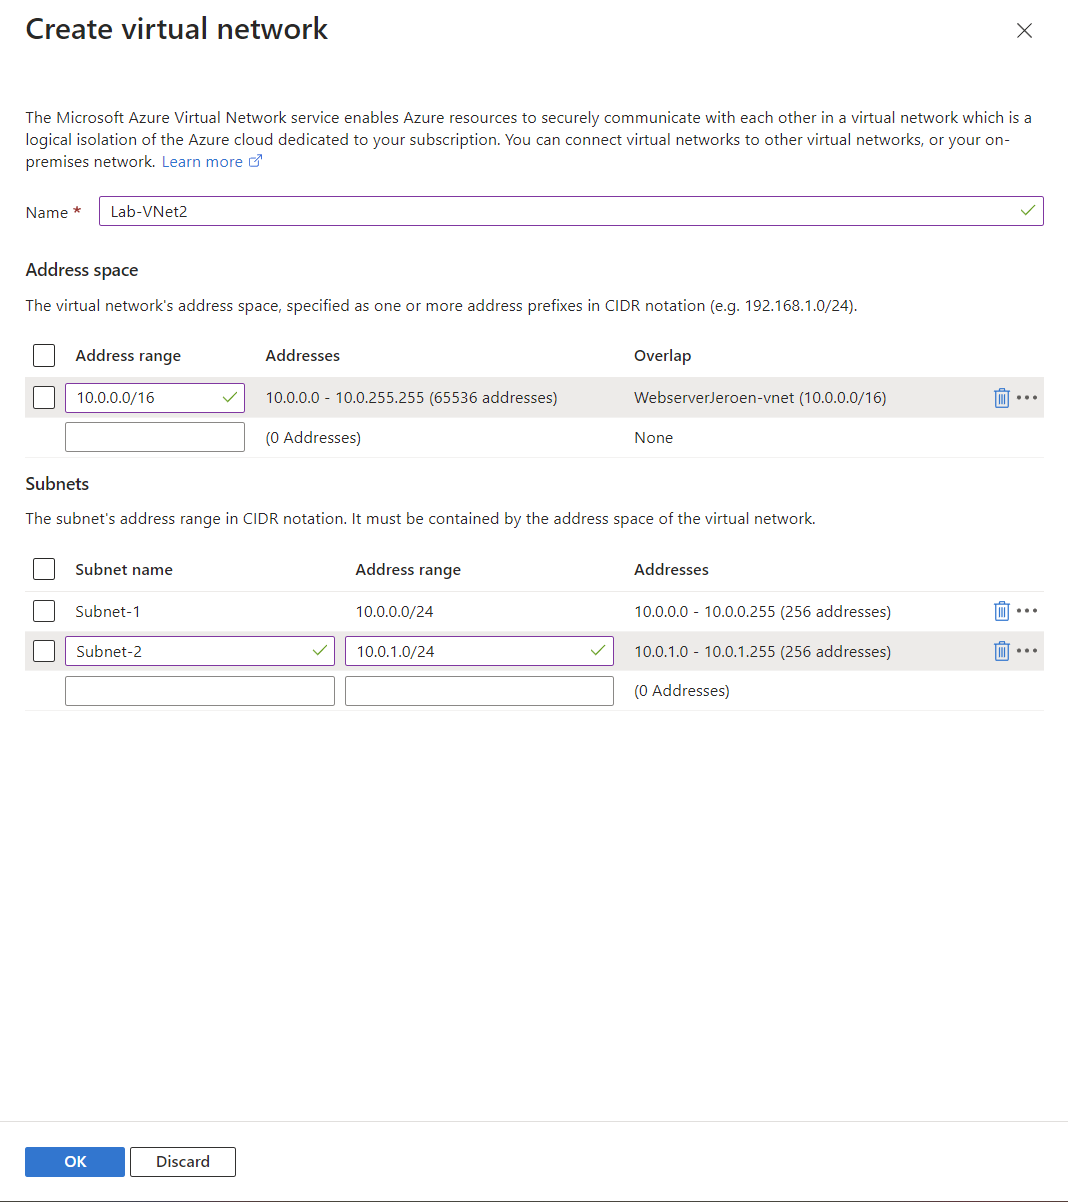 Create virtual network
The Microsoft Azure Virtual Network service enables Azure resources to securely communicate with each other in a virtual network which is a
logical isolation of the Azure cloud dedicated to your subscription. You can connect virtual networks to other virtual networks, or your on-
premises network. Learn more
Name * Lab-VNet2
Address space
The virtual network's address space, specified as one or more address prefixes in CIDR notation (e.g. 192.168.1.0/24).
Address range Addresses Overlap
10.0.0.0/16 10.0.0.0 - 10.0.255.255 (65536 addresses) WebserverJeroen-vnet (10.0.0.0/16)
(0 Addresses) None
Subnets
The subnet's address range in CIDR notation. It must be contained by the address space of the virtual network.
Subnet name Address range Addresses
Subnet-1 10.0.0.0/24 10.0.0.0 - 10.0.0.255 (256 addresses)
Subnet-2 10.0.1.0/24 10.0.1.0 - 10.0.1.255 (256 addresses)
(0 Addresses)
OK Discard